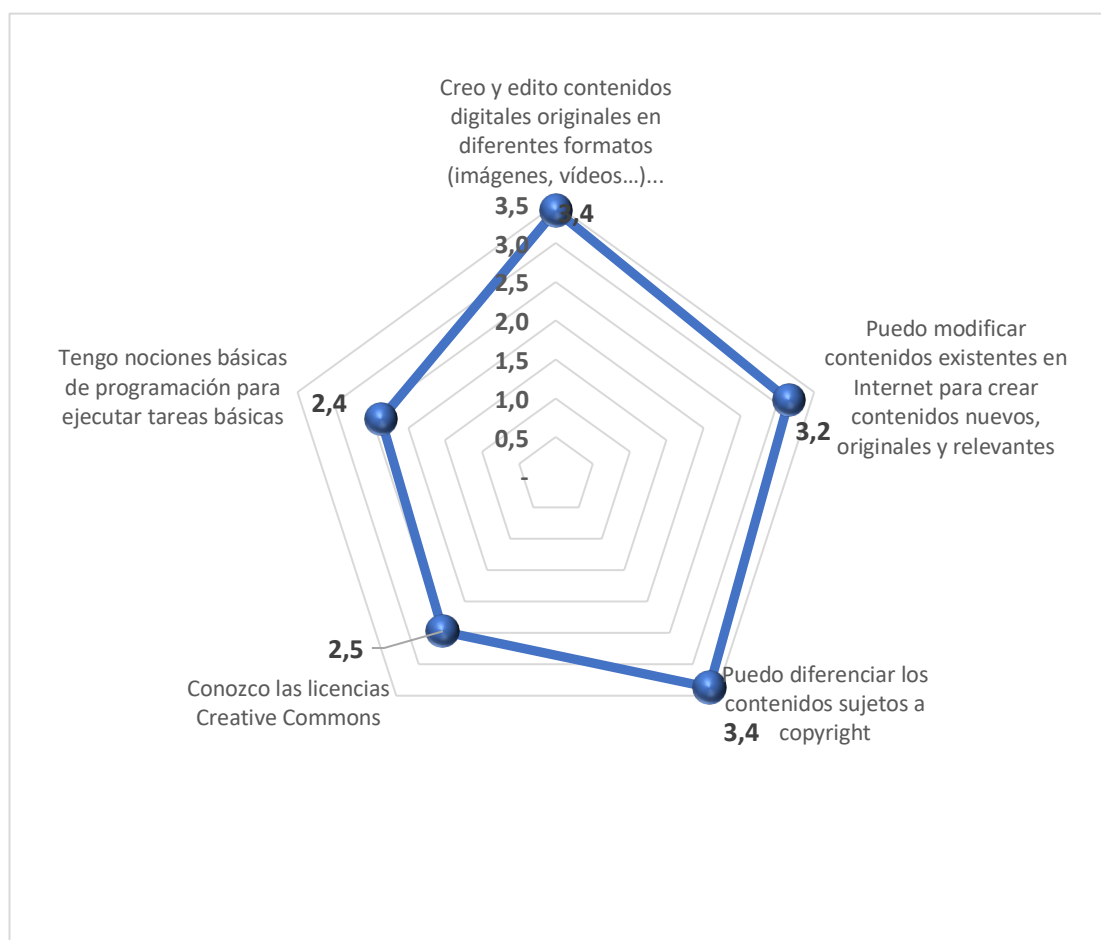 Creo y edito contenidos
digitales originales en
diferentes formatos
(imágenes, vídeos...)...
3,5
3,4
3,0
2,5
2,0
1,5
1,0
0,5
-
Puedo modificar
contenidos existentes en
Internet para crear
contenidos nuevos,
originales y relevantes
3,2
Puedo diferenciar los
contenidos sujetos a
copyright
3,4
2,5
Conozco las licencias
Creative Commons
Tengo nociones básicas
de programación para
ejecutar tareas básicas
2,4